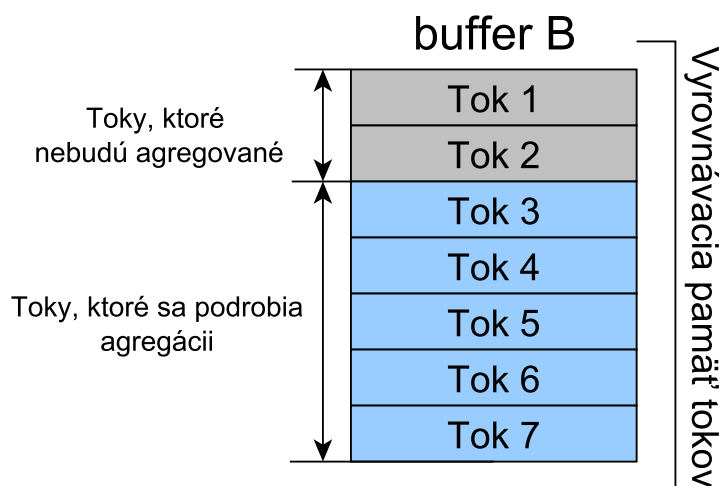 buffer B
Toky, ktoré
nebudú agregované
Toky, ktoré sa podrobia
agregácii
Tok 1
Tok 2
Tok 3
Tok 4
Tok 5
Tok 6
Tok 7
Vyrovnávacia pamäť tokov